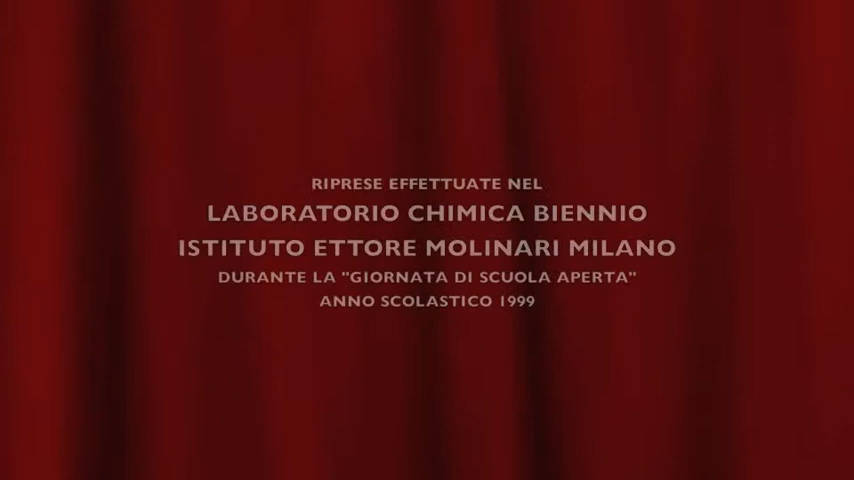 RIPRESE EFFETTUATE NEL
LABORATORIO CHIMICA BIENNIO
ISTITUTO ETTORE MOLINARI MILANO
DURANTE LA "GIORNATA DI SCUOLA APERTA"
ANNO SCOLASTICO 1999